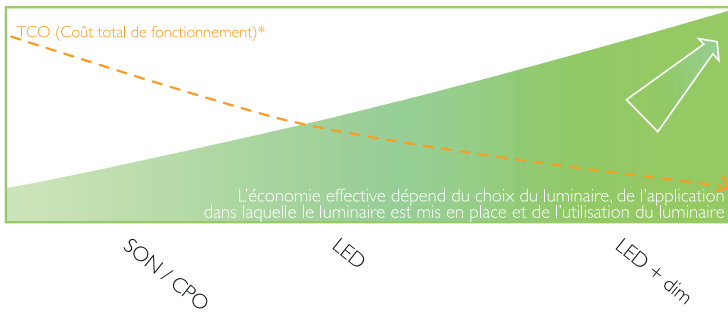 TCO (Coût total de fonctionnement)*
L'économie effective dépend du choix du luminaire, de l'application
dans laquelle le luminaire est mis en place et de l'utilisation du luminaire
SON / CPO
LED
LED + dim